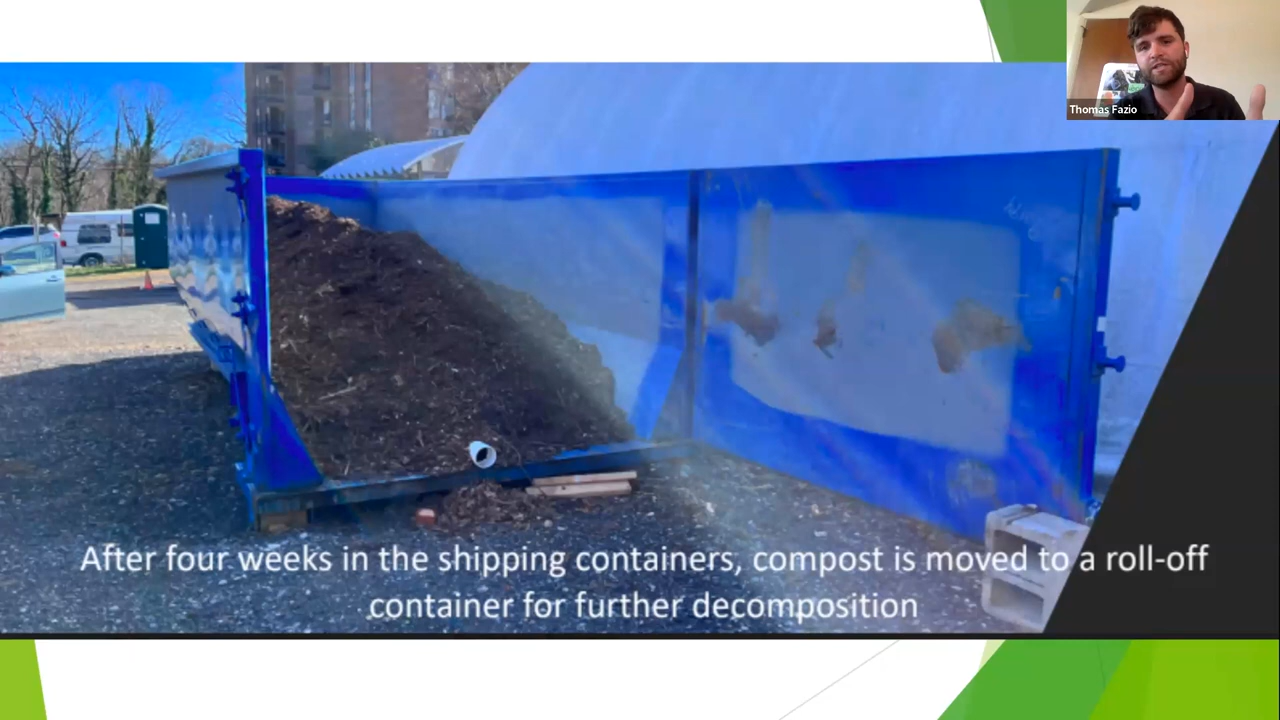 Thomas Fazio
After four weeks in the shipping containers, compost is moved to a roll-off
container for further decomposition